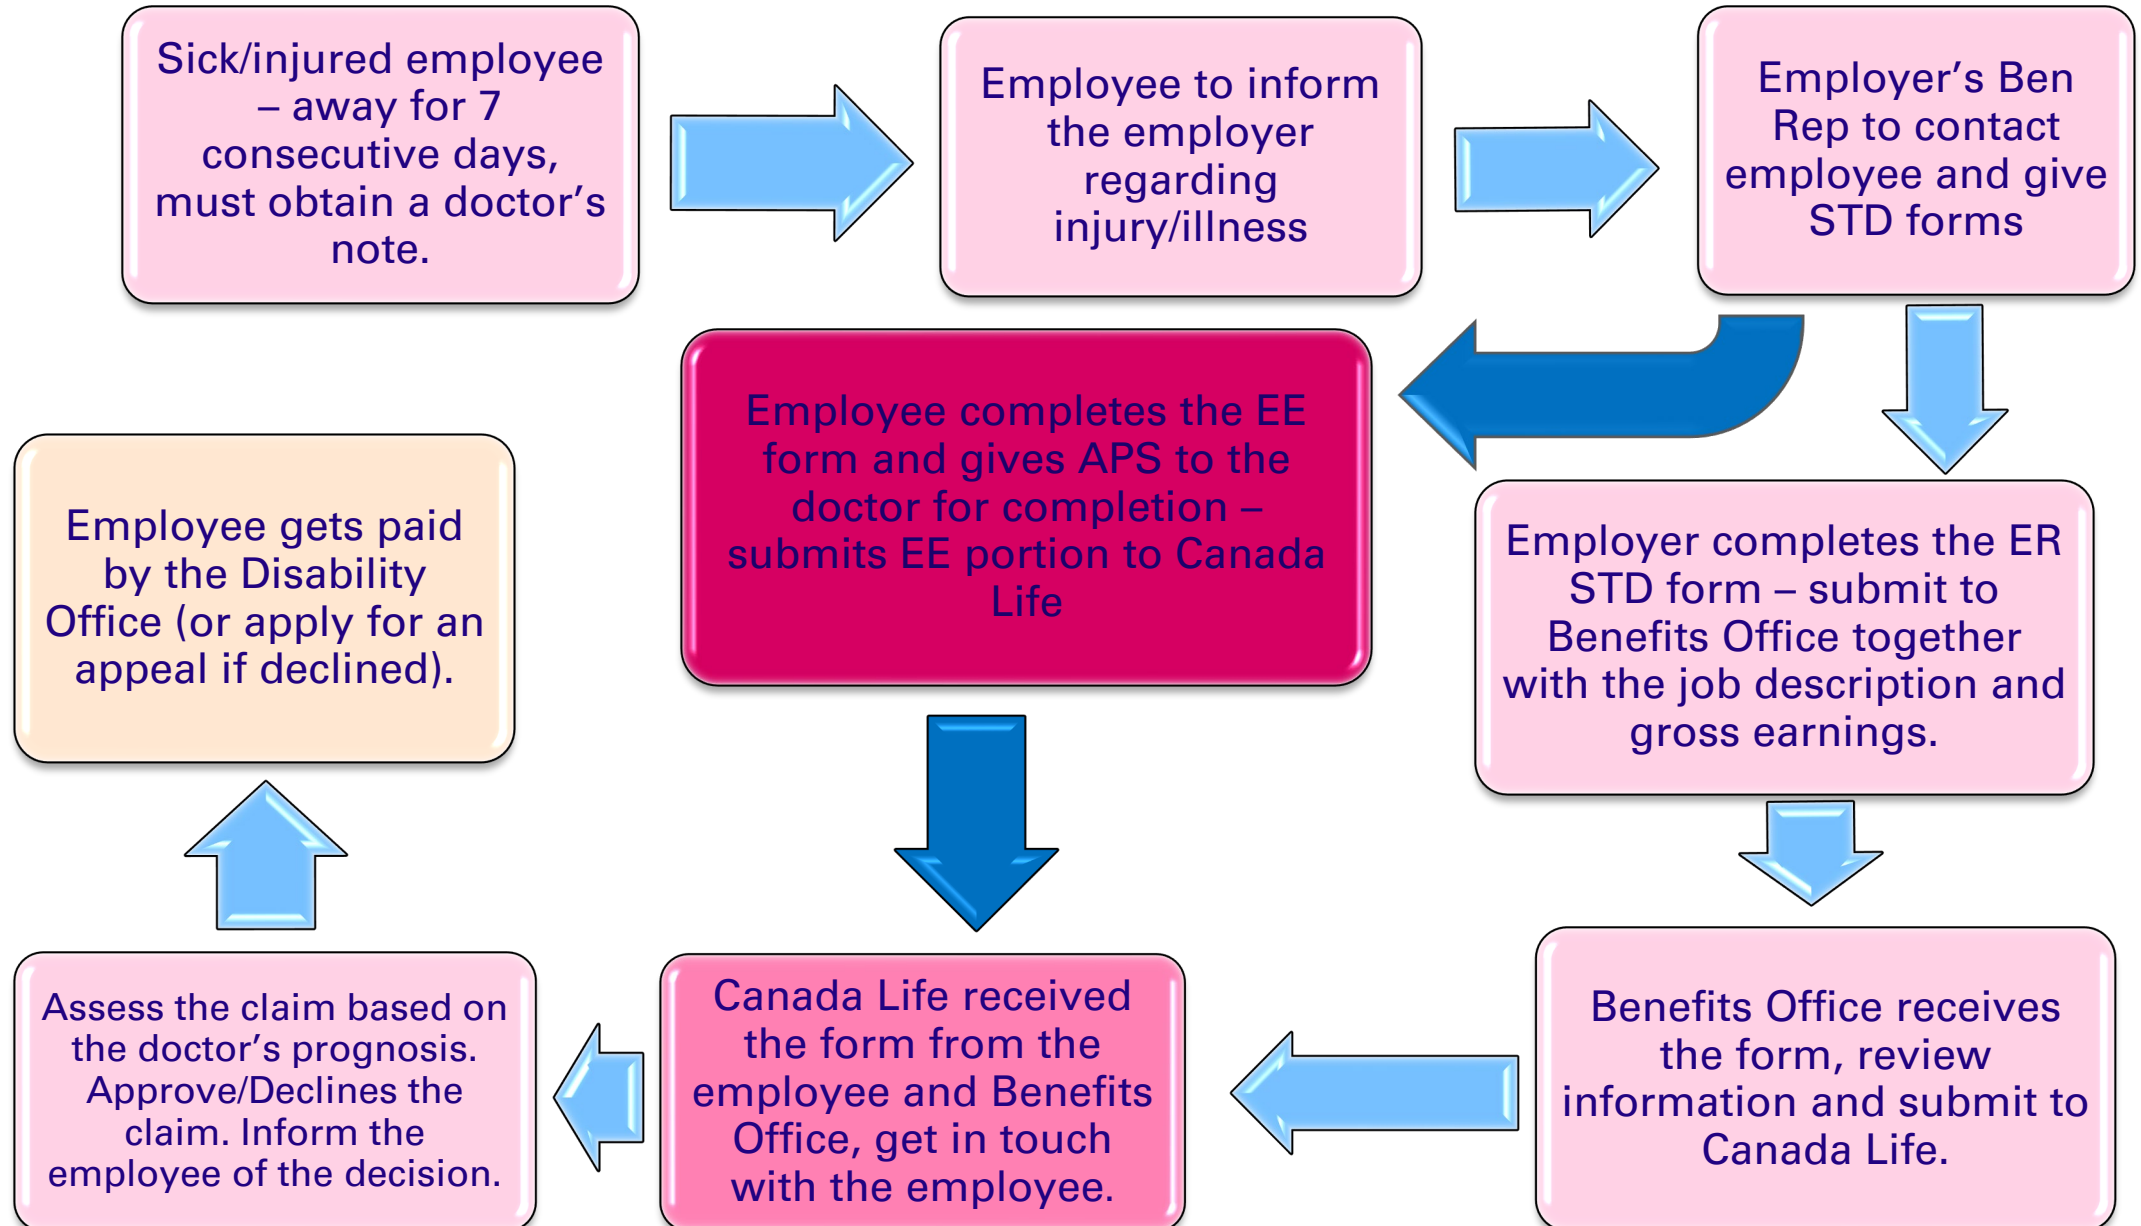 Sick/injured employee
– away for 7
consecutive days,
must obtain a doctor’s
note.
Employee to inform
the employer
regarding
injury/illness
Employer’s Ben
Rep to contact
employee and give
STD forms
Employee completes the EE
form and gives APS to the
doctor for completion –
submits EE portion to Canada
Life
Employer completes the ER
STD form – submit to
Benefits Office together
with the job description and
gross earnings.
Benefits Office receives
the form, review
information and submit to
Canada Life.
Canada Life received
the form from the
employee and Benefits
Office, get in touch
with the employee.
Assess the claim based on
the doctor’s prognosis.
Approve/Declines the
claim. Inform the
employee of the decision.
Employee gets paid
by the Disability
Office (or apply for an
appeal if declined).